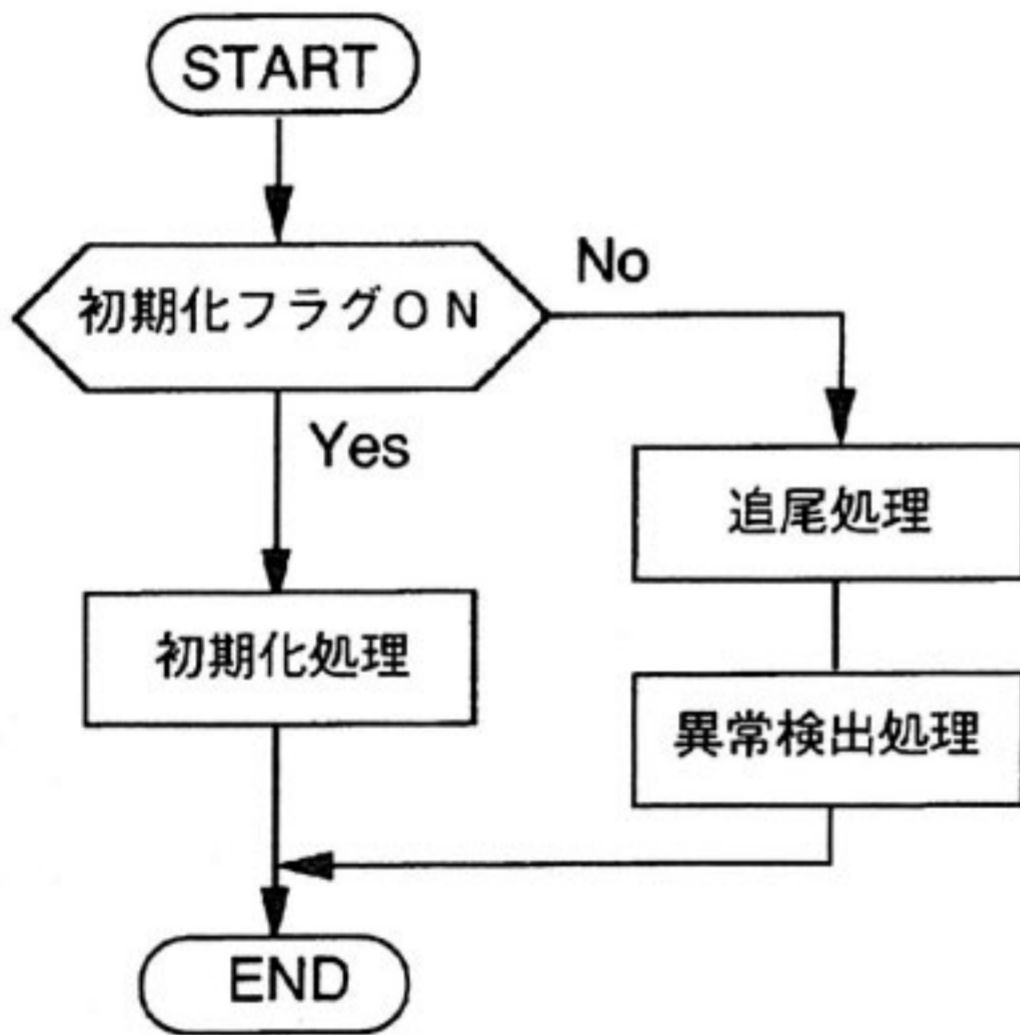 START
初期化フラグＯＮ
No
Yes
追尾処理
初期化処理
異常検出処理
END